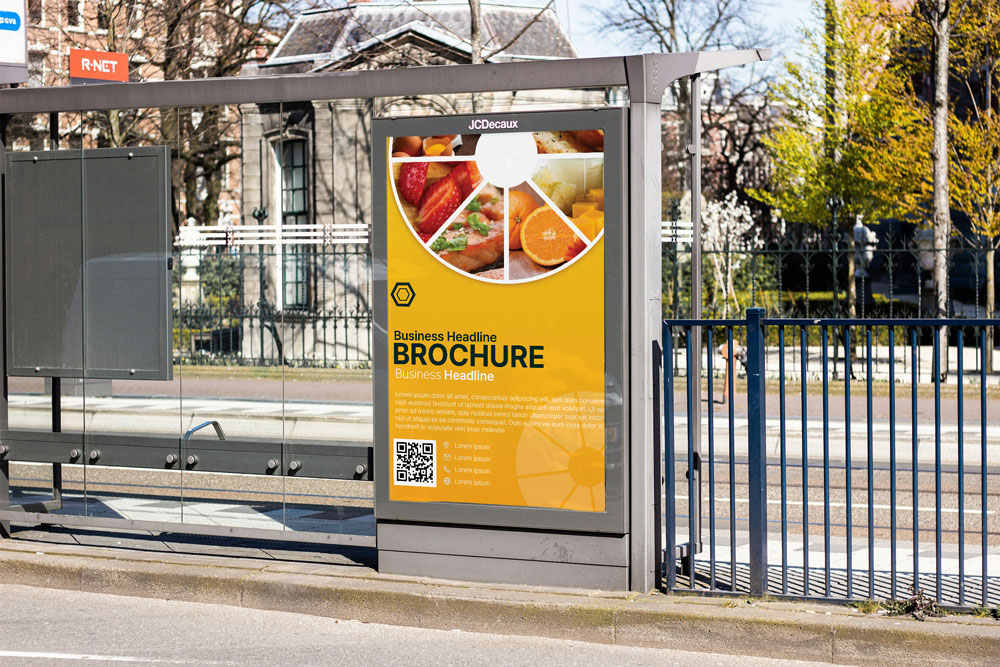 R-NET
JCDecaux
Business Headline
BROCHURE
Business Headline
Lorem ipsum dolor sit amet, consectetuer adipiscing elit, sed diam nonummy
nibh euismod tincidunt ut laoreet dolore magna aliquam erat volutpat. Ut wisi
enim ad minim veniam, quis nostrud exerci tation ullamcorper suscipit lobortis
nisl ut aliquip ex ea commodo consequat. Duis autem vel eum iriure dolor in
hendrerit in vulputate velit esse molestie
Lorem ipsum
Lorem ipsum
Lorem ipsum
Lorem ipsum